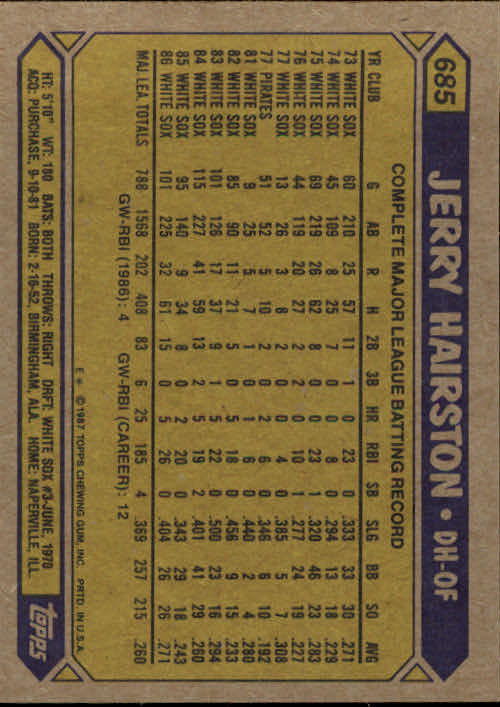 685 JERRY HAIRSTON • DH-OF
COMPLETE MAJOR LEAGUE BATTING RECORD
YR CLUB G AB R H 2B 3B HR RBI SB SLG BB SO AVG
73 WHITE SOX 60 210 25 57 11 1 0 23 0 .333 33 30 .271
74 WHITE SOX 45 109 8 25 7 0 0 8 0 .294 13 18 .229
75 WHITE SOX 69 219 26 62 8 0 0 23 1 .320 46 23 .283
76 WHITE SOX 44 119 20 27 2 2 0 10 1 .277 24 19 .227
77 WHITE SOX 13 26 3 8 2 0 0 4 0 .385 5 7 .308
77 PIRATES 51 52 5 10 2 0 2 6 0 .346 6 10 .192
81 WHITE SOX 9 25 5 7 1 0 1 6 0 .440 2 4 .280
82 WHITE SOX 85 90 11 21 5 0 5 18 0 .456 9 15 .233
83 WHITE SOX 101 126 17 37 9 1 5 22 0 .500 23 16 .294
84 WHITE SOX 115 227 41 59 13 2 5 19 2 .401 41 29 .260
85 WHITE SOX 95 140 9 34 8 0 2 20 0 .343 29 18 .243
86 WHITE SOX 101 225 32 61 15 0 5 26 0 .404 26 26 .271
MAJ. LEA. TOTALS 788 1568 202 408 83 6 25 185 4 .369 257 215 .260
GW-RBI (1986): 4 GW-RBI (CAREER): 12
E * © 1987 TOPPS CHEWING GUM, INC. PRTD. IN U.S.A.
HT: 5'10" WT: 180 BATS: BOTH THROWS: RIGHT DRFT: WHITE SOX #3-JUNE, 1970
ACQ: PURCHASE, 9-10-81 BORN: 2-16-52, BIRMINGHAM, ALA. HOME: NAPERVILLE, ILL.
topps